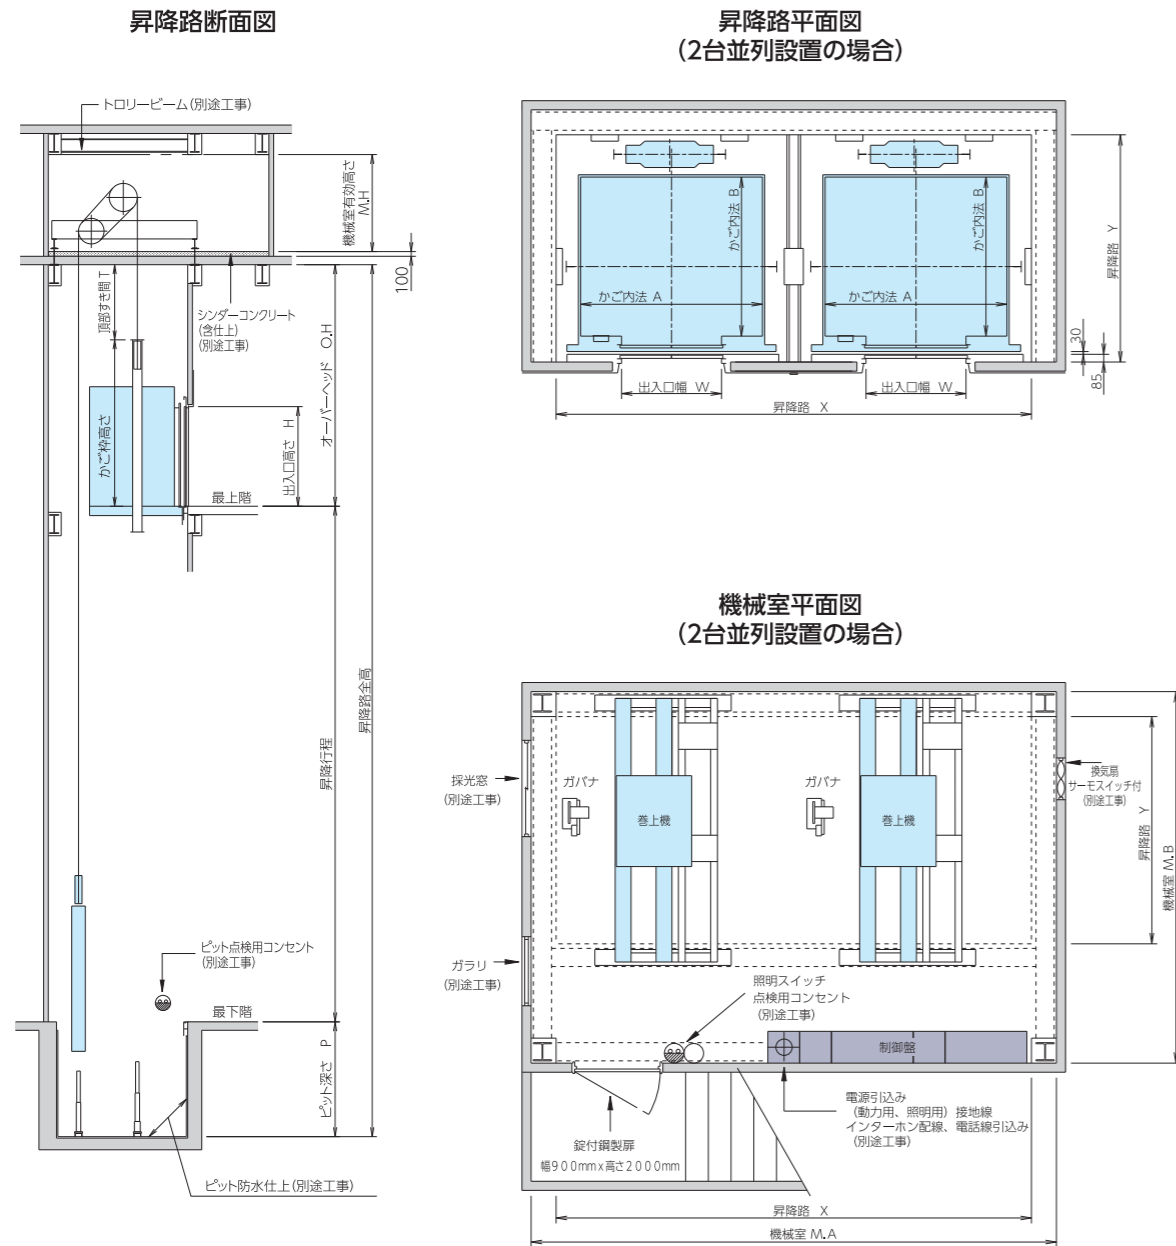 昇降路断面図
トロリービーム(別途工事)
機械室有効高さ
M.H
100
頂部すき間 T
シンダーコンクリート
(含仕上)
(別途工事)
オーバーヘッド O.H
かご枠高さ
出入口高さ H
最上階
昇降行程
昇降路全高
ピット点検用コンセント
(別途工事)
最下階
ピット深さ P
ピット防水仕上(別途工事)
昇降路平面図
(2台並列設置の場合)
かご内法 B
かご内法 A
かご内法 B
かご内法 A
昇降路 Y
30
85
出入口幅 W
出入口幅 W
昇降路 X
機械室平面図
(2台並列設置の場合)
採光窓
(別途工事)
ガバナ
巻上機
ガバナ
巻上機
換気扇
サーモスイッチ付
(別途工事)
昇降路 Y
機械室 M.B
ガラリ
(別途工事)
照明スイッチ
点検用コンセント
(別途工事)
制御盤
電源引込み
(動力用、照明用) 接地線
インターホン配線、電話線引込み
(別途工事)
錠付鋼製扉
幅900mmx高さ2000mm
昇降路 X
機械室 M.A